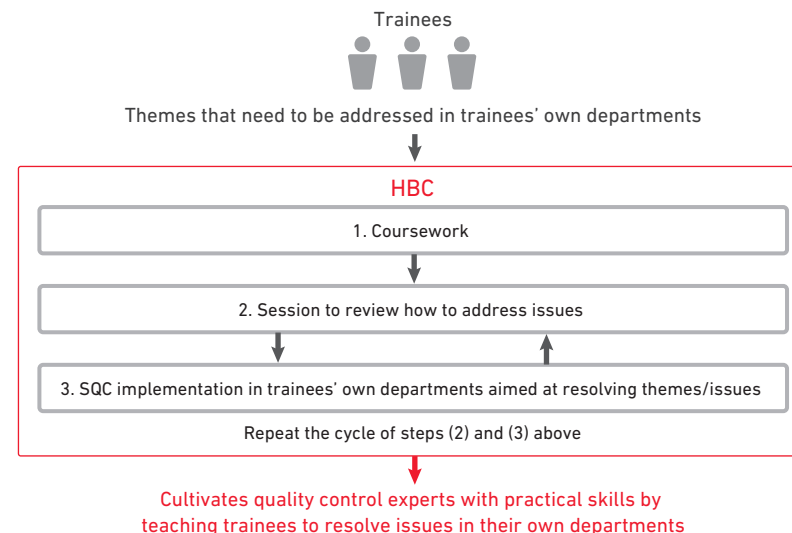 Trainees
Themes that need to be addressed in trainees’ own departments
HBC
1. Coursework
2. Session to review how to address issues
3. SQC implementation in trainees’ own departments aimed at resolving themes/issues
Repeat the cycle of steps (2) and (3) above
Cultivates quality control experts with practical skills by
teaching trainees to resolve issues in their own departments